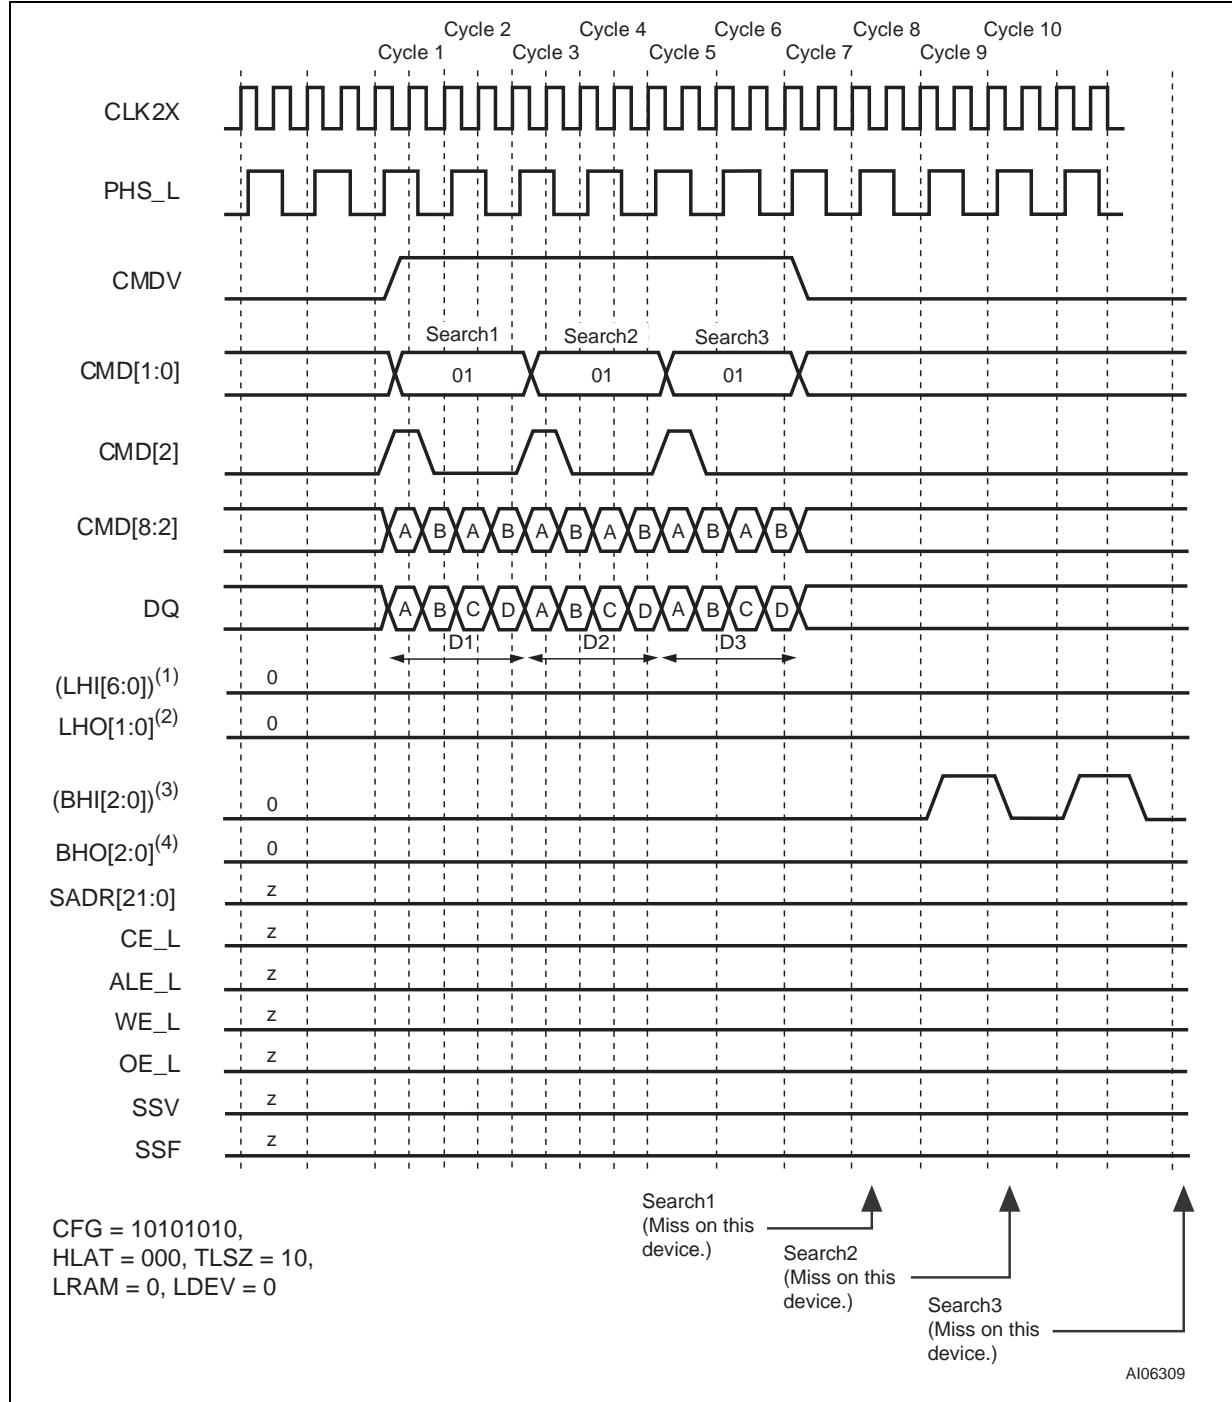 Cycle 2 Cycle 4 Cycle 6 Cycle 8 Cycle 10
Cycle 1 Cycle 3 Cycle 5 Cycle 7 Cycle 9
CLK2X
PHS_L
CMDV
Search1 Search2 Search3
CMD[1:0] 01 01 01
CMD[2]
CMD[8:2] A B A B A B A B A B A B
DQ A B C D A B C D A B C D
D1 D2 D3
(LHI[6:0])(1) 0
LHO[1:0](2) 0
(BHI[2:0])(3) 0
BHO[2:0](4) 0
SADR[21:0] z
CE_L z
ALE_L z
WE_L z
OE_L z
SSV z
SSF z
CFG = 10101010,
HLAT = 000, TLSZ = 10,
LRAM = 0, LDEV = 0
Search1
(Miss on this
device.)
Search2
(Miss on this
device.)
Search3
(Miss on this
device.)
AI06309